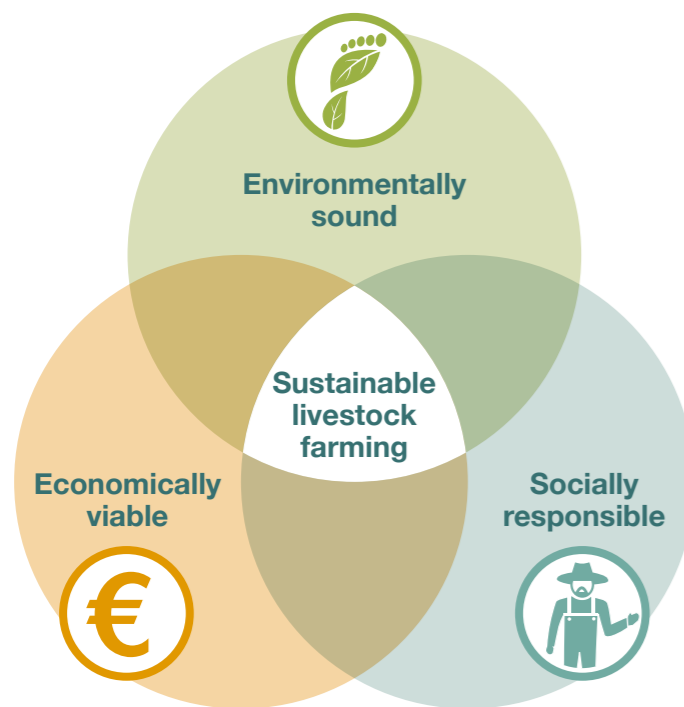 Environmentally
sound
Sustainable
livestock
farming
Economically
viable
Socially
responsible
€